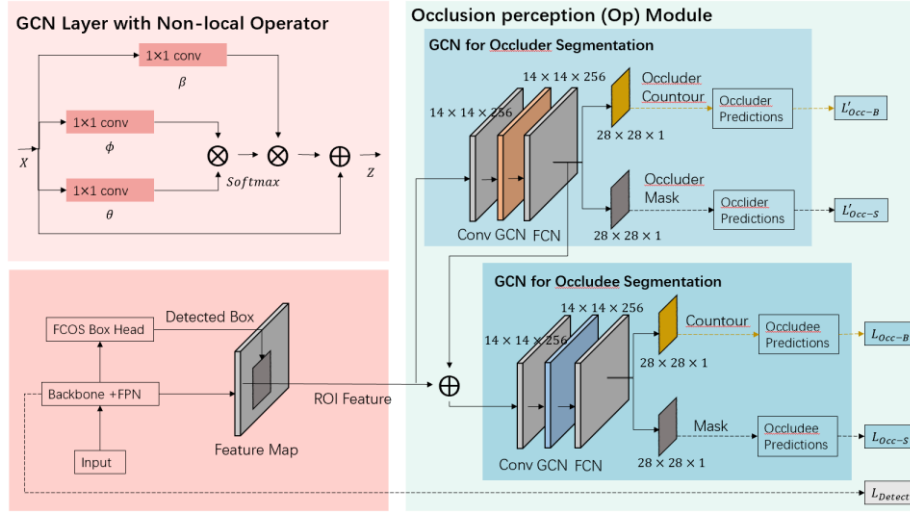 GCN Layer with Non-local Operator
1×1 conv
β
1×1 conv
ϕ
X
Softmax
Z
1×1 conv
θ
FCOS Box Head
Detected Box
Backbone +FPN
ROI Feature
Input
Feature Map
Occlusion perception (Op) Module
GCN for Occluder Segmentation
14 × 14 × 256
14 × 14 × 256
Occluder
Countour
28 × 28 × 1
Occluder
Predictions
L'Occ−B
Occluder
Mask
28 × 28 × 1
Occlider
Predictions
L'Occ−S
Conv GCN FCN
GCN for Occludee Segmentation
14 × 14 × 256
14 × 14 × 256
Countour
28 × 28 × 1
Occludee
Predictions
LOcc−B
Mask
28 × 28 × 1
Occludee
Predictions
LOcc−S
Conv GCN FCN
LDetect